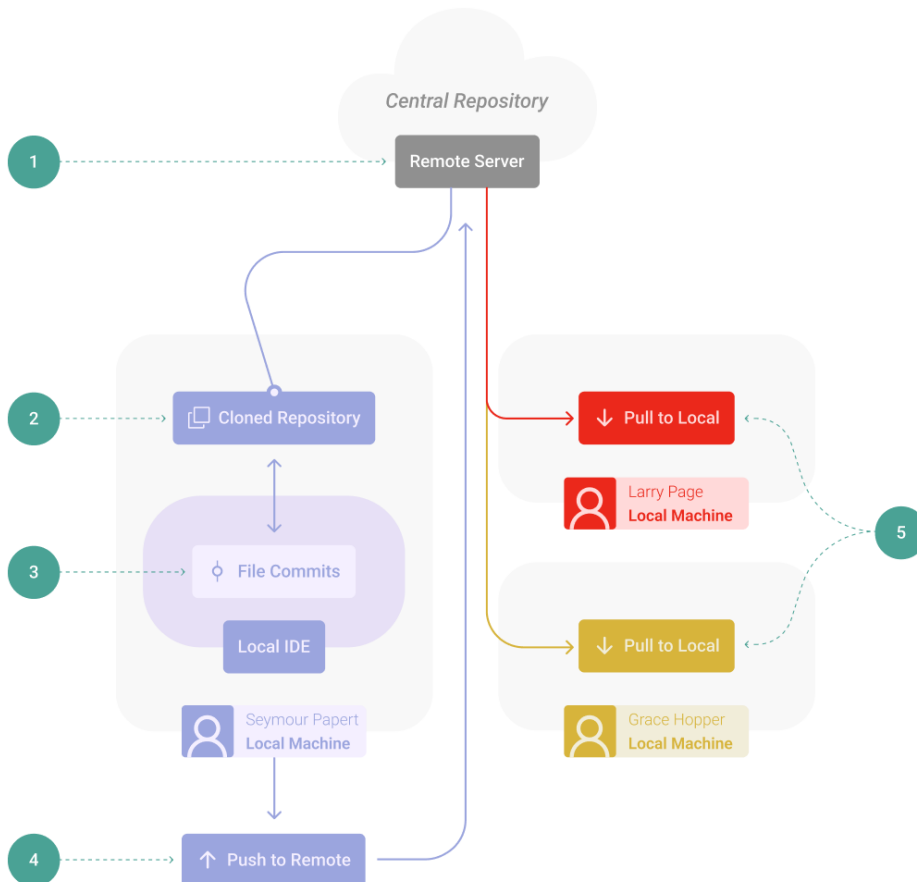 Central Repository
1
Remote Server
2
Cloned Repository
Pull to Local
Larry Page
Local Machine
5
3
File Commits
Local IDE
Pull to Local
Seymour Papert
Local Machine
Grace Hopper
Local Machine
4
Push to Remote